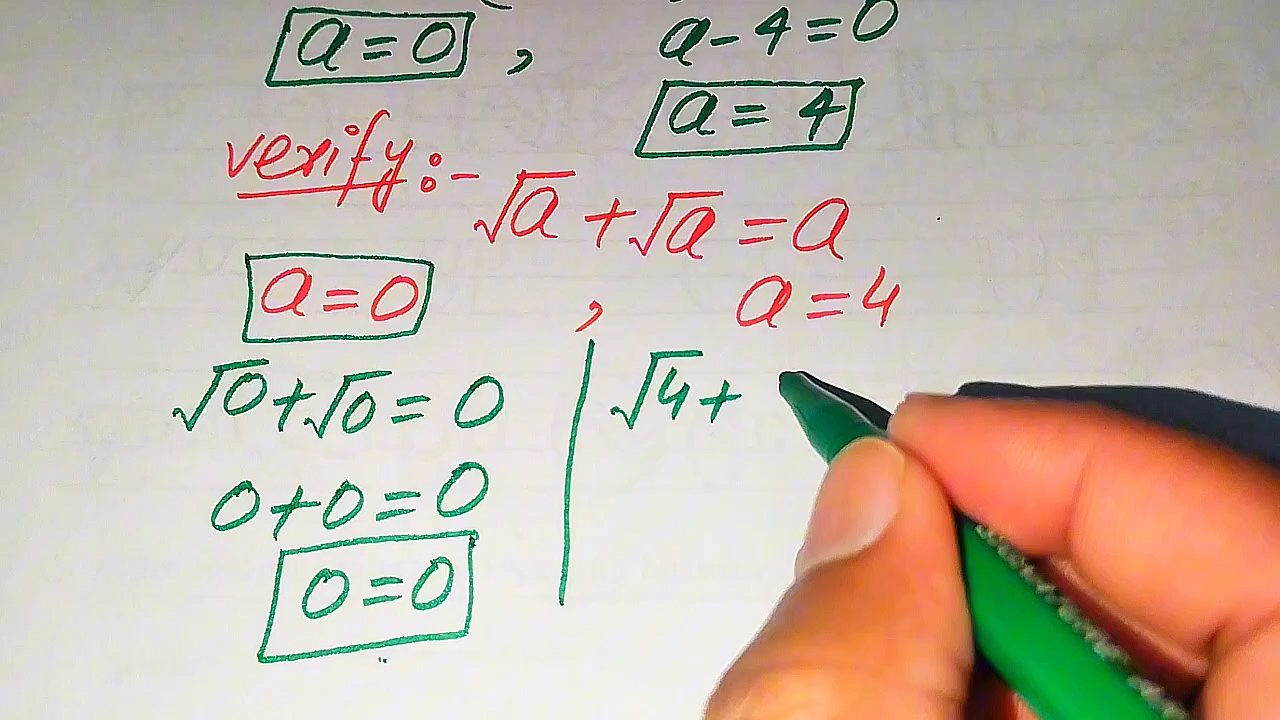 a=0 , a-4=0
a=4
verify:- √a+√a=a
a=0 , a=4
√0+√0=0 | √4+
0+0=0
0=0